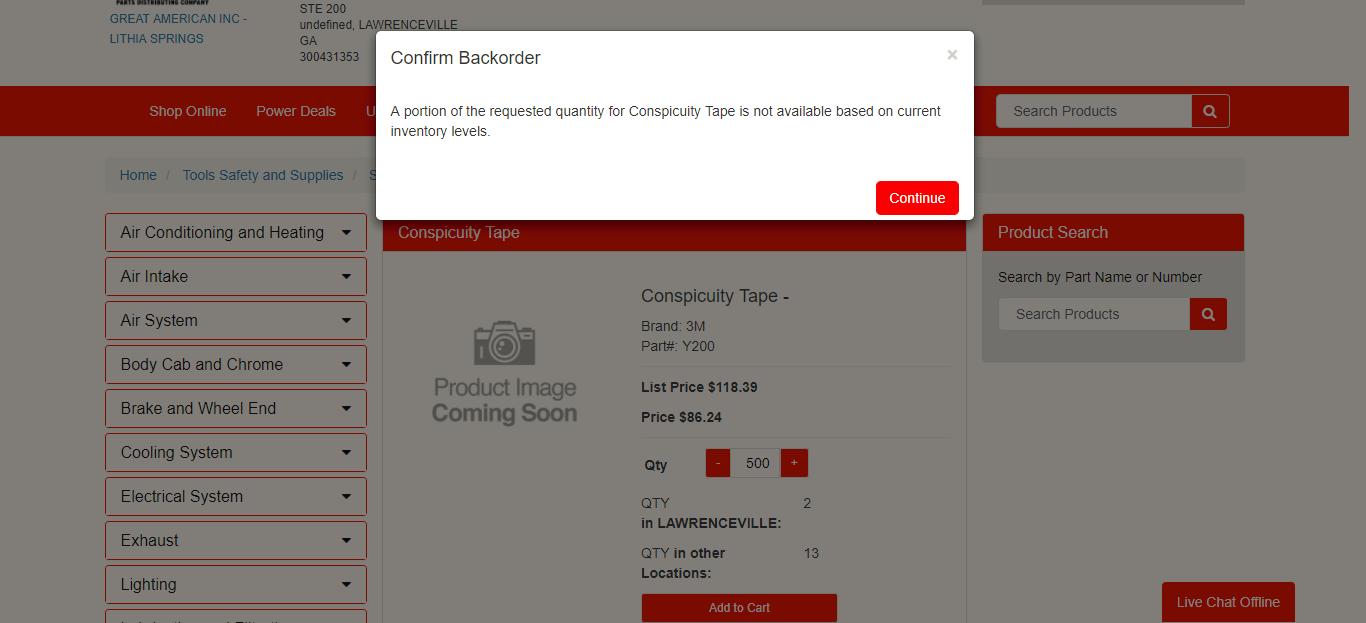 PARTS DISTRIBUTING COMPANY
GREAT AMERICAN INC -
LITHIA SPRINGS
STE 200
undefined, LAWRENCEVILLE
GA
300431353
Confirm Backorder
×
A portion of the requested quantity for Conspicuity Tape is not available based on current
inventory levels.
Continue
Shop Online
Power Deals
U
Search Products
Home / Tools Safety and Supplies / S
Air Conditioning and Heating
Air Intake
Air System
Body Cab and Chrome
Brake and Wheel End
Cooling System
Electrical System
Exhaust
Lighting
Conspicuity Tape
Product Image
Coming Soon
Conspicuity Tape -
Brand: 3M
Part#: Y200
List Price $118.39
Price $86.24
Qty - 500 +
QTY 2
in LAWRENCEVILLE:
QTY in other 13
Locations:
Add to Cart
Product Search
Search by Part Name or Number
Search Products
Live Chat Offline